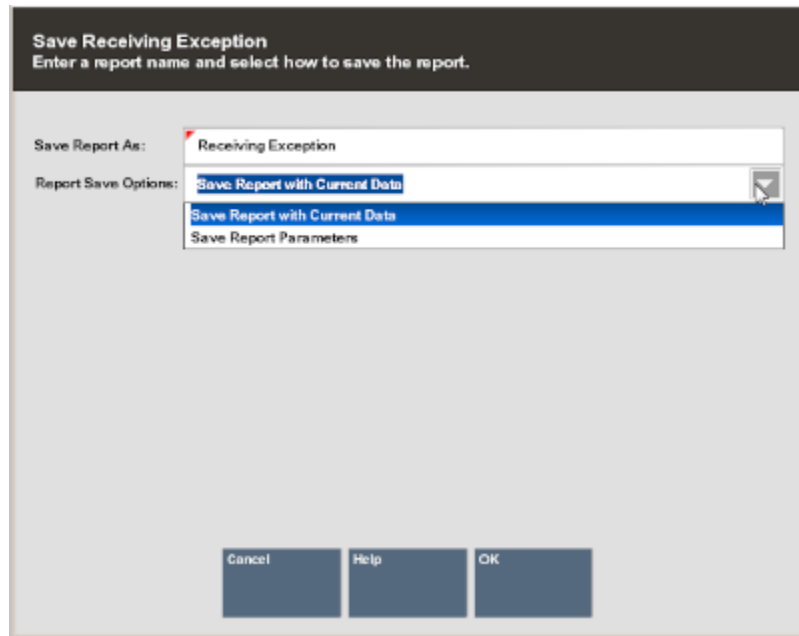 Save Receiving Exception
Enter a report name and select how to save the report.
Save Report As: Receiving Exception
Report Save Options: Save Report with Current Data
Save Report with Current Data
Save Report Parameters
Cancel Help OK